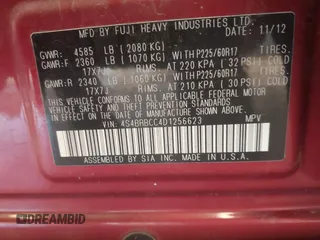 MFD BY FUJI HEAVY INDUSTRIES LTD. 11/12
GVWR: 4585 LB (2080 KG)
GAWR:F 2360 LB (1070 KG) WITH P225/60R17 TIRES,
17X7J RIMS, AT 220 KPA (32 PSI) COLD
GAWR:R 2340 LB (1060 KG) WITH P225/60R17 TIRES,
17X7J RIMS, AT 210 KPA (30 PSI) COLD
THIS VEHICLE CONFORMS TO ALL APPLICABLE
FEDERAL MOTOR VEHICLE SAFETY AND
STANDARDS IN EFFECT ON THE DATE OF
MANUFACTURE SHOWN ABOVE.
VIN: 4S4BRBCC4D1256623 MPV
ASSEMBLED BY SIA INC. IN U.S.A.
© DREAMBID